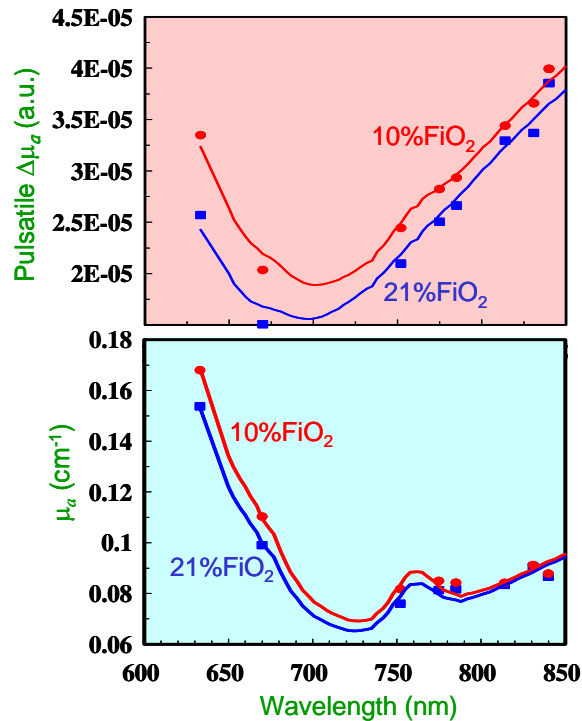 4.5E-05
4E-05
3.5E-05
3E-05
2.5E-05
2E-05
Pulsatile Δμa (a.u.)
10%FiO2
21%FiO2
0.18
0.16
0.14
0.12
0.1
0.08
0.06
μa (cm-1)
10%FiO2
21%FiO2
600 650 700 750 800 850
Wavelength (nm)